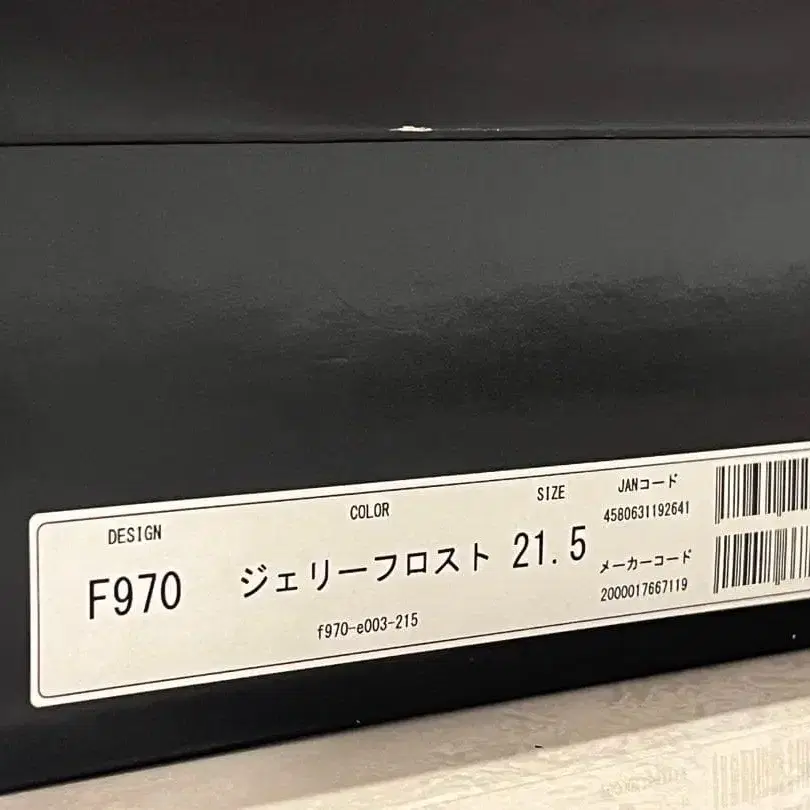 DESIGN COLOR SIZE JANコード
4580631192641
F970 ジェリーフロスト 21.5
メーカーコード
2000017667119
f970-e003-215